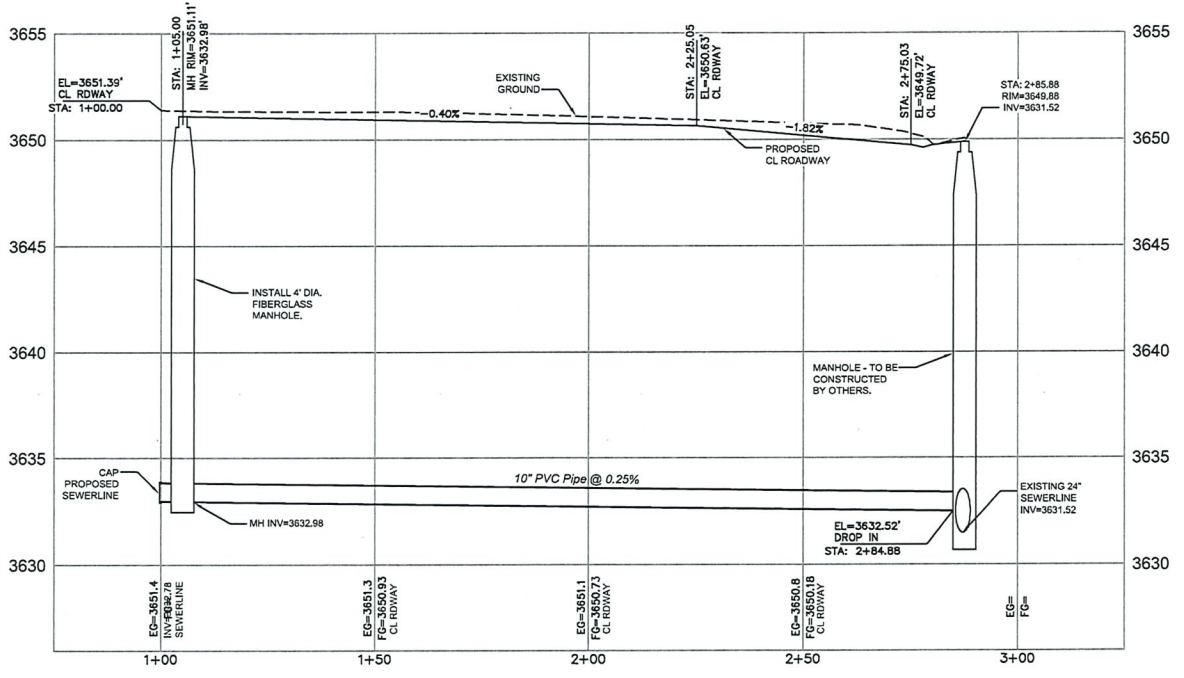 3655
3650
3645
3640
3635
3630
EL=3651.39'
CL RDWAY
STA: 1+00.00
STA: 1+05.00
MH RIM=3651.11'
INV=3632.98'
-0.40%
EXISTING
GROUND
STA: 2+25.05
EL=3650.63'
CL RDWAY
-1.82%
PROPOSED
CL ROADWAY
STA: 2+75.03
EL=3649.72'
CL RDWAY
STA: 2+85.88
RIM=3649.88
INV=3631.52
3655
3650
3645
3640
3635
3630
INSTALL 4' DIA.
FIBERGLASS
MANHOLE.
MANHOLE - TO BE
CONSTRUCTED
BY OTHERS.
CAP
PROPOSED
SEWERLINE
10" PVC Pipe @ 0.25%
MH INV=3632.98
EL=3632.52'
DROP IN
STA: 2+84.88
EXISTING 24"
SEWERLINE
INV=3631.52
EG=3651.4
SEWERLINE
EG=3651.3
FG=3650.93
CL RDWAY
EG=3651.1
FG=3650.73
CL RDWAY
EG=3650.8
FG=3650.18
CL RDWAY
EG=
FG=
1+00
1+50
2+00
2+50
3+00